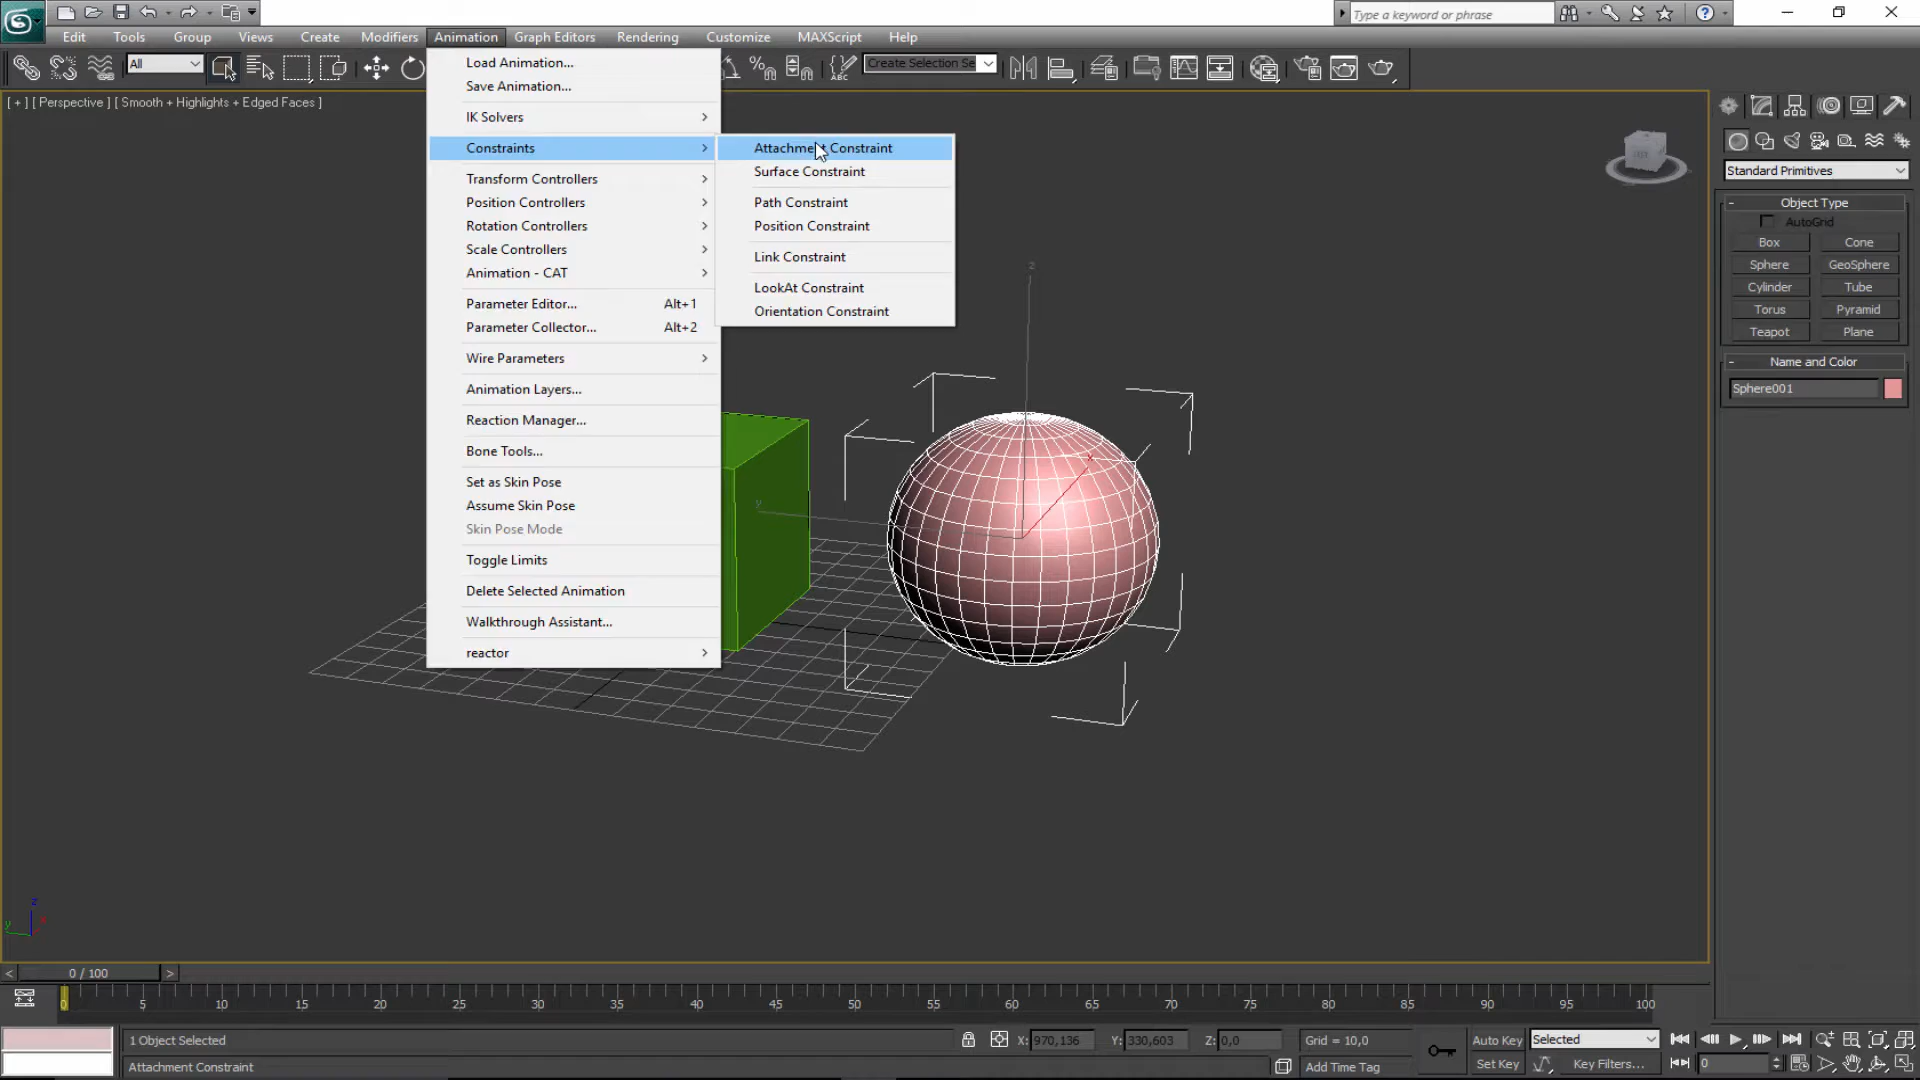 Type a keyword or phrase
Edit Tools Group Views Create Modifiers Animation Graph Editors Rendering Customize MAXScript Help
All
Create Selection Se
[ + ] [ Perspective ] [ Smooth + Highlights + Edged Faces ]
Load Animation...
Save Animation...
IK Solvers
Constraints
Transform Controllers
Position Controllers
Rotation Controllers
Scale Controllers
Animation - CAT
Parameter Editor... Alt+1
Parameter Collector... Alt+2
Wire Parameters
Animation Layers...
Reaction Manager...
Bone Tools...
Set as Skin Pose
Assume Skin Pose
Skin Pose Mode
Toggle Limits
Delete Selected Animation
Walkthrough Assistant...
reactor
Attachment Constraint
Surface Constraint
Path Constraint
Position Constraint
Link Constraint
LookAt Constraint
Orientation Constraint
Standard Primitives
- Object Type
AutoGrid
Box Cone
Sphere GeoSphere
Cylinder Tube
Torus Pyramid
Teapot Plane
- Name and Color
Sphere001
z
x
y
z
y
x
< 0 / 100 >
0 5 10 15 20 25 30 35 40 45 50 55 60 65 70 75 80 85 90 95 100
1 Object Selected X: 970,136 Y: 330,603 Z: 0,0 Grid = 10,0 Auto Key Selected
Attachment Constraint Add Time Tag Set Key Key Filters... 0